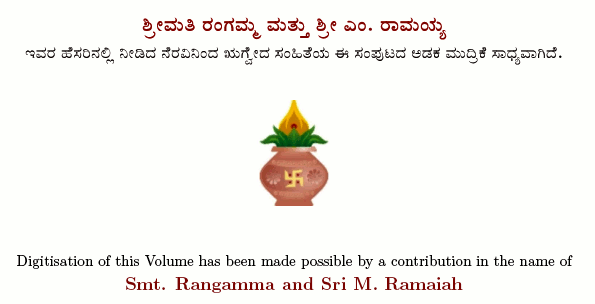 ಶ್ರೀಮತಿ ರಂಗಮ್ಮ ಮತ್ತು ಶ್ರೀ ಎಂ. ರಾಮಯ್ಯ
ಇವರ ಹೆಸರಿನಲ್ಲಿ ನೀಡಿದ ನೆರವಿನಿಂದ ಋಗ್ವೇದ ಸಂಹಿತೆಯ ಈ ಸಂಪುಟದ ಅಡಕ ಮುದ್ರಿಕೆ ಸಾಧ್ಯವಾಗಿದೆ.
Digitisation of this Volume has been made possible by a contribution in the name of
Smt. Rangamma and Sri M. Ramaiah